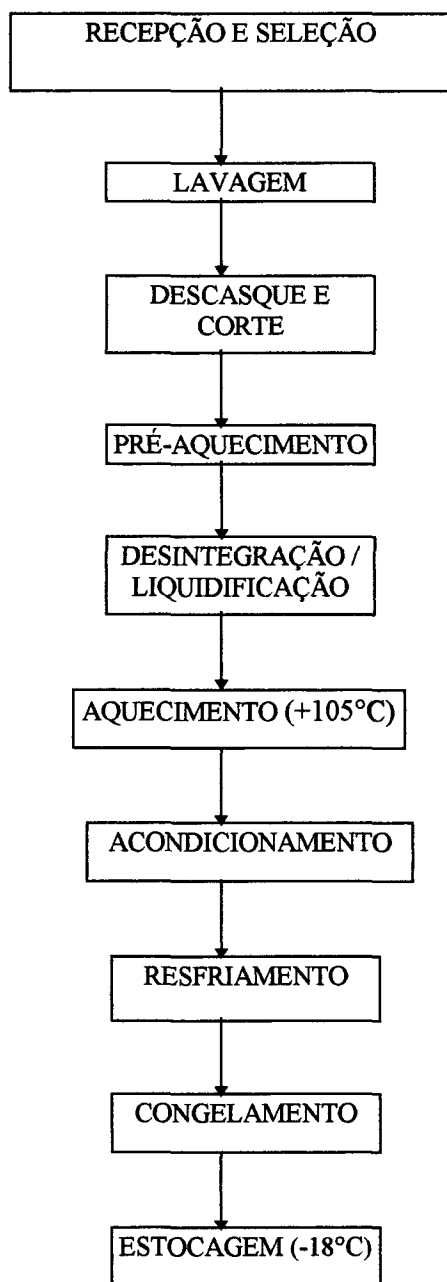 RECEPÇÃO E SELEÇÃO
LAVAGEM
DESCASQUE E
CORTE
PRÉ-AQUECIMENTO
DESINTEGRAÇÃO /
LIQUIDIFICAÇÃO
AQUECIMENTO (+105°C)
ACONDICIONAMENTO
RESFRIAMENTO
CONGELAMENTO
ESTOCAGEM (-18°C)